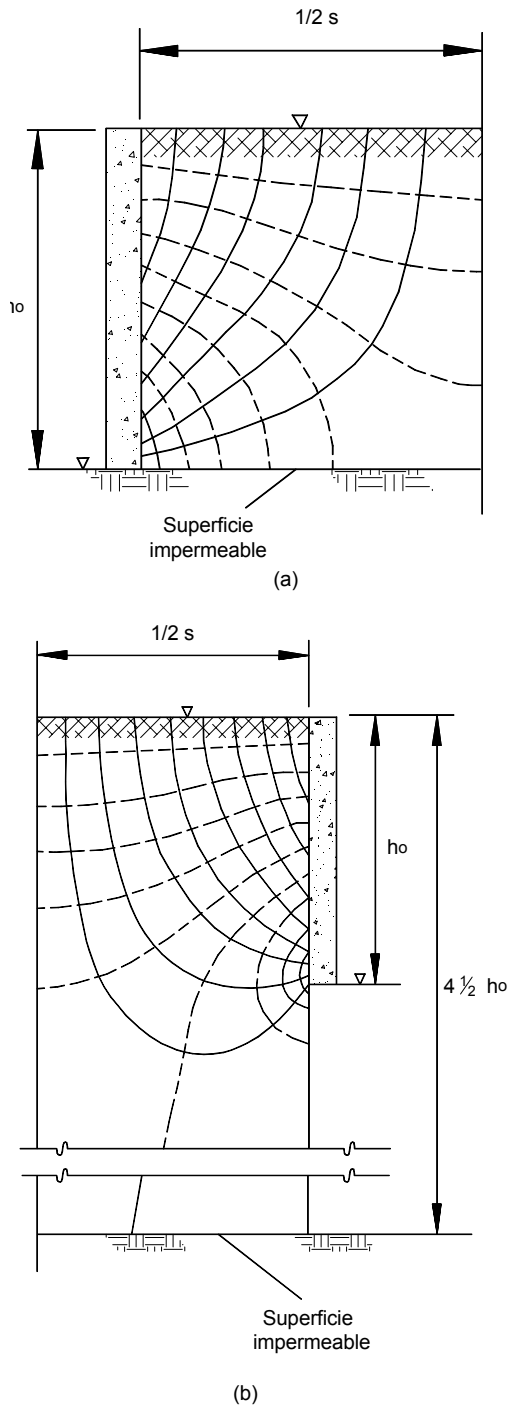 1/2 s
ho
Superficie
impermeable
(a)
1/2 s
ho
4 ½ ho
Superficie
impermeable
(b)